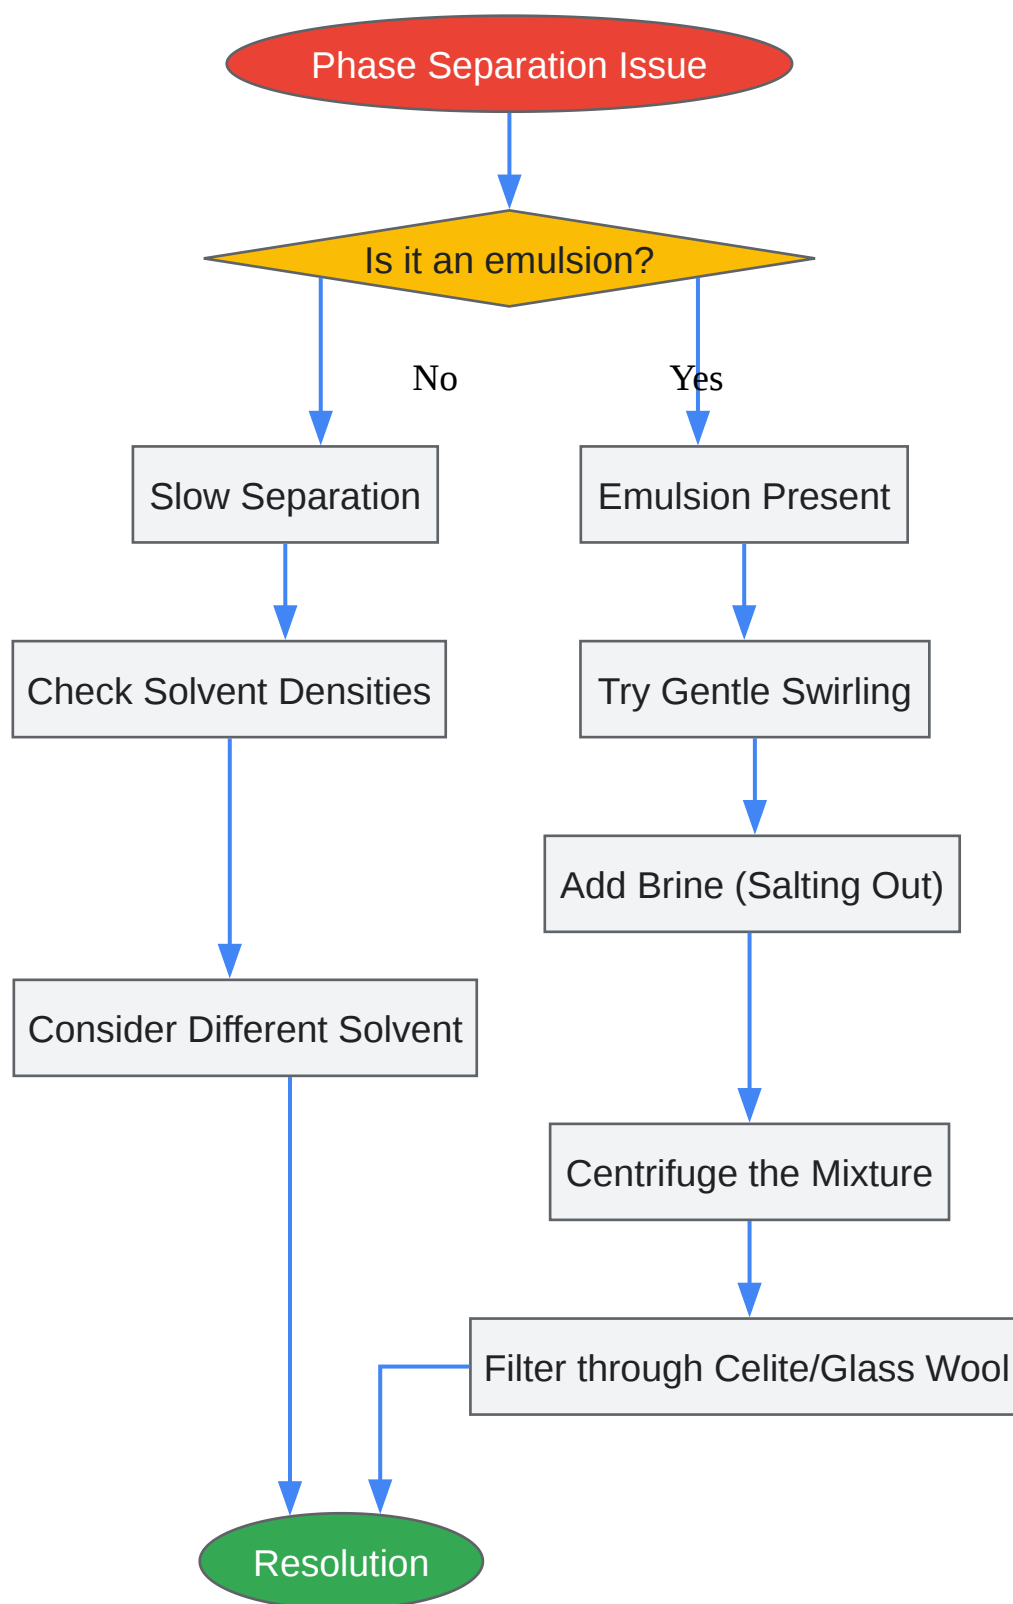 Phase Separation Issue
Is it an emulsion?
No
Yes
Slow Separation
Emulsion Present
Check Solvent Densities
Try Gentle Swirling
Add Brine (Salting Out)
Consider Different Solvent
Centrifuge the Mixture
Filter through Celite/Glass Wool
Resolution